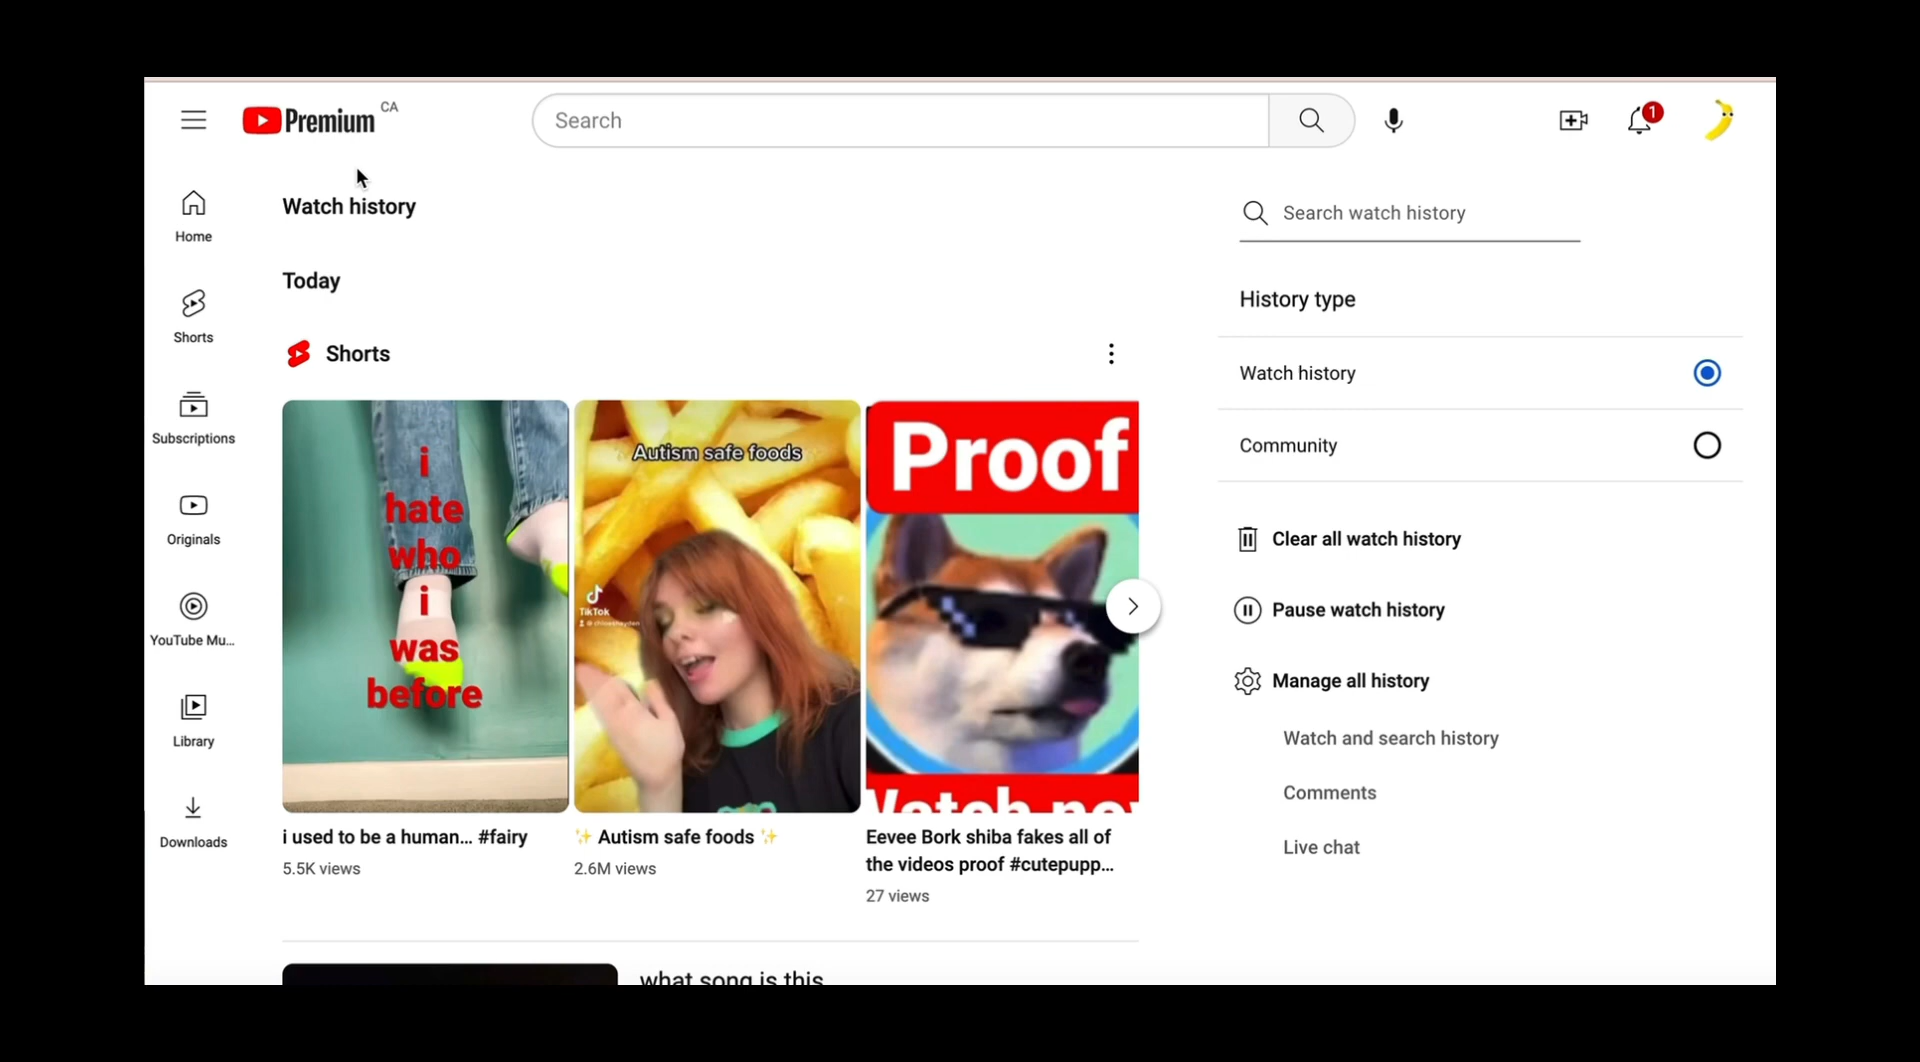 Premium CA
Search
1
Home
Shorts
Subscriptions
Originals
YouTube Mu...
Library
Downloads
Watch history
Today
Shorts
i
hate
who
i
was
before
i used to be a human... #fairy
5.5K views
Autism safe foods
TikTok
✨ Autism safe foods ✨
2.6M views
Proof
Eevee Bork shiba fakes all of
the videos proof #cutepupp...
27 views
what song is this
Search watch history
History type
Watch history
Community
Clear all watch history
Pause watch history
Manage all history
Watch and search history
Comments
Live chat